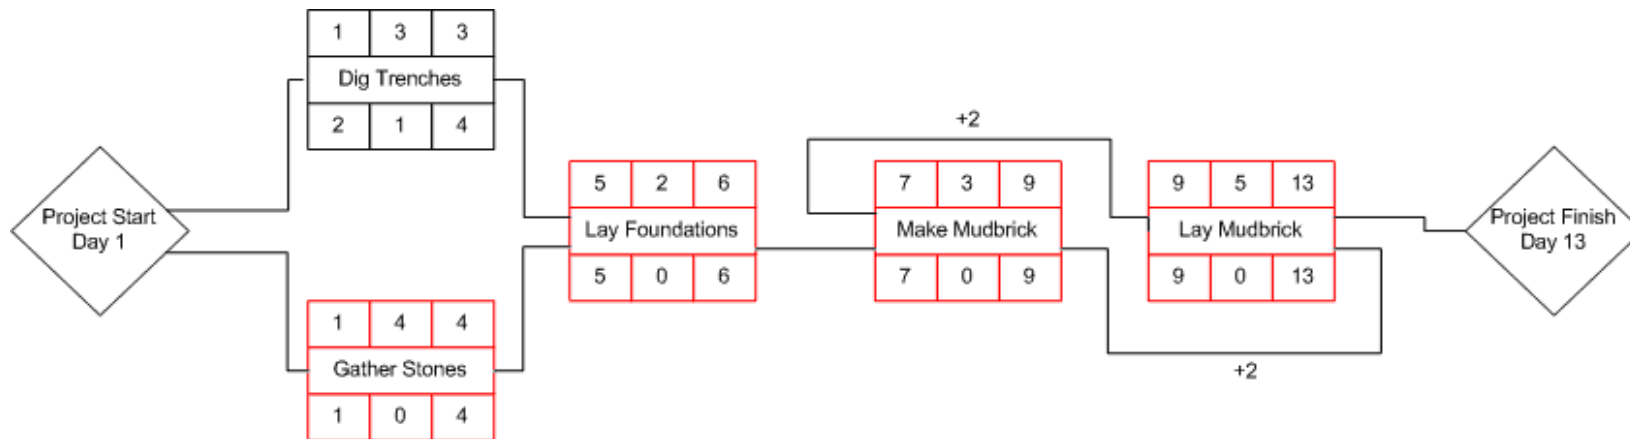 1 3 3
Dig Trenches
2 1 4
+2
Project Start
Day 1
5 2 6
Lay Foundations
5 0 6
7 3 9
Make Mudbrick
7 0 9
9 5 13
Lay Mudbrick
9 0 13
Project Finish
Day 13
1 4 4
Gather Stones
1 0 4
+2